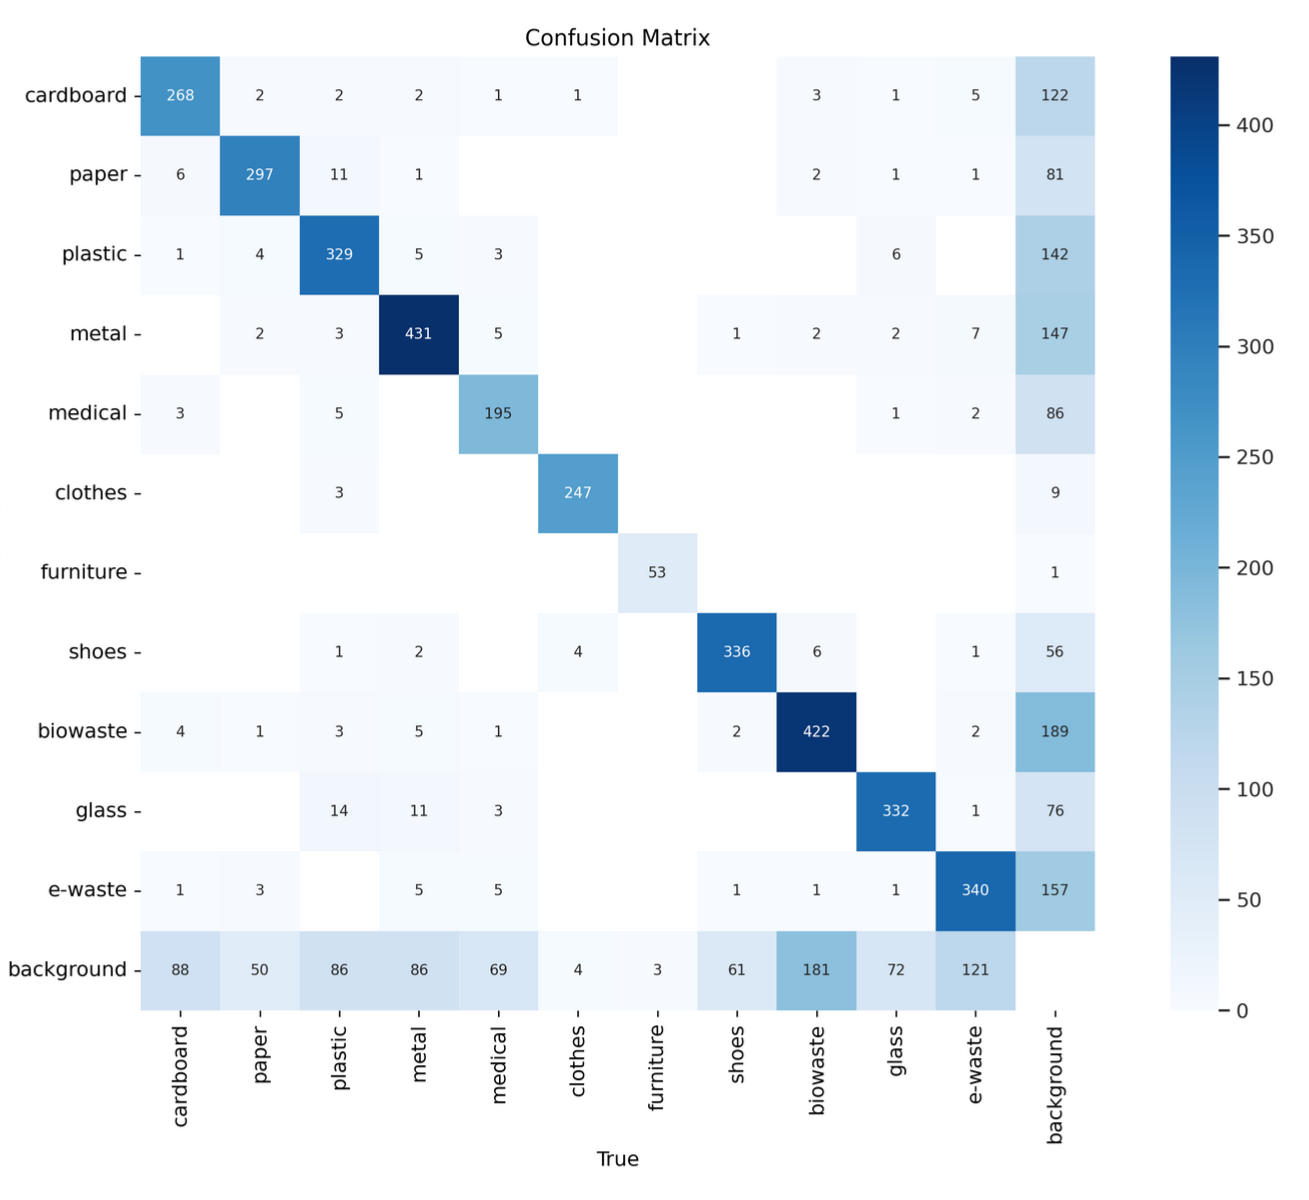 Confusion Matrix
cardboard 268 2 2 2 1 1 3 1 5 122
paper 6 297 11 1 2 1 1 81
plastic 1 4 329 5 3 6 142
metal 2 3 431 5 1 2 2 7 147
medical 3 5 195 1 2 86
clothes 3 247 9
furniture 53 1
shoes 1 2 4 336 6 1 56
biowaste 4 1 3 5 1 2 422 2 189
glass 14 11 3 332 1 76
e-waste 1 3 5 5 1 1 1 340 157
background 88 50 86 86 69 4 3 61 181 72 121
cardboard paper plastic metal medical clothes furniture shoes biowaste glass e-waste background
True
400
350
300
250
200
150
100
50
0